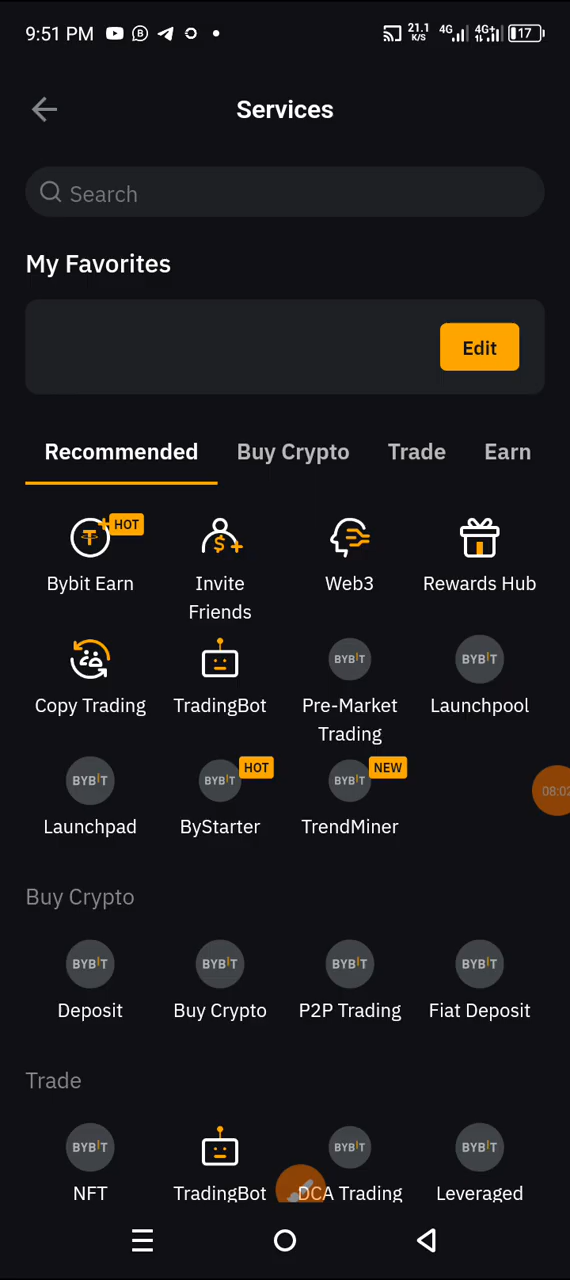 9:51 PM 21.1 K/S 4G 4G+ 17
Services
Search
My Favorites
Edit
Recommended Buy Crypto Trade Earn
HOT
Bybit Earn Invite Friends Web3 Rewards Hub
BYBIT BYBIT
Copy Trading TradingBot Pre-Market Trading Launchpool
BYBIT BYBIT HOT BYBIT NEW
Launchpad ByStarter TrendMiner
08:02
Buy Crypto
BYBIT BYBIT BYBIT BYBIT
Deposit Buy Crypto P2P Trading Fiat Deposit
Trade
BYBIT BYBIT BYBIT
NFT TradingBot DCA Trading Leveraged